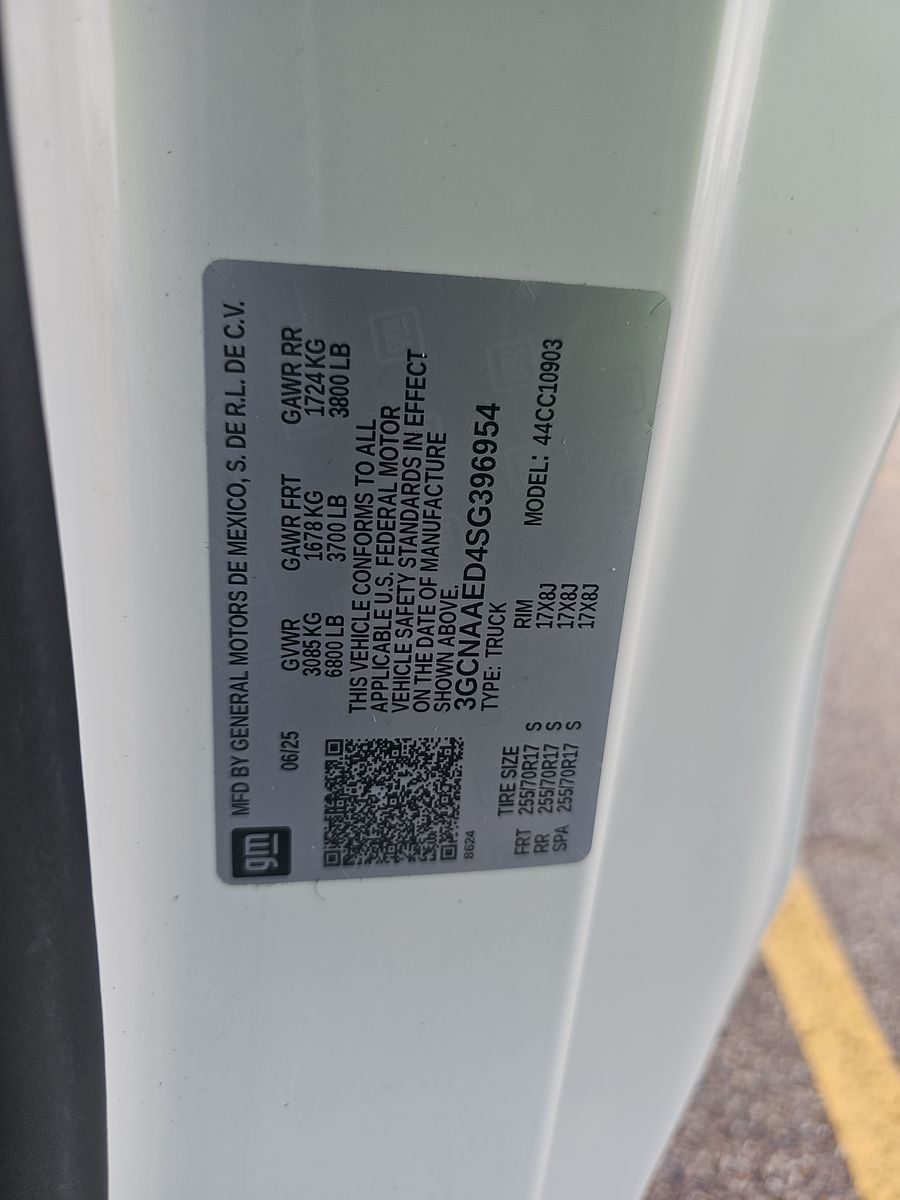 gm MFD BY GENERAL MOTORS DE MEXICO, S. DE R.L. DE C.V.
06/25 GVWR GAWR FRT GAWR RR
3085 KG 1678 KG 1724 KG
6800 LB 3700 LB 3800 LB
THIS VEHICLE CONFORMS TO ALL
APPLICABLE U.S. FEDERAL MOTOR
VEHICLE SAFETY STANDARDS IN EFFECT
ON THE DATE OF MANUFACTURE
SHOWN ABOVE.
3GCNAAED4SG396954
8624 TYPE: TRUCK
TIRE SIZE RIM MODEL: 44CC10903
FRT 255/70R17 S 17X8J
RR 255/70R17 S 17X8J
SPA 255/70R17 S 17X8J